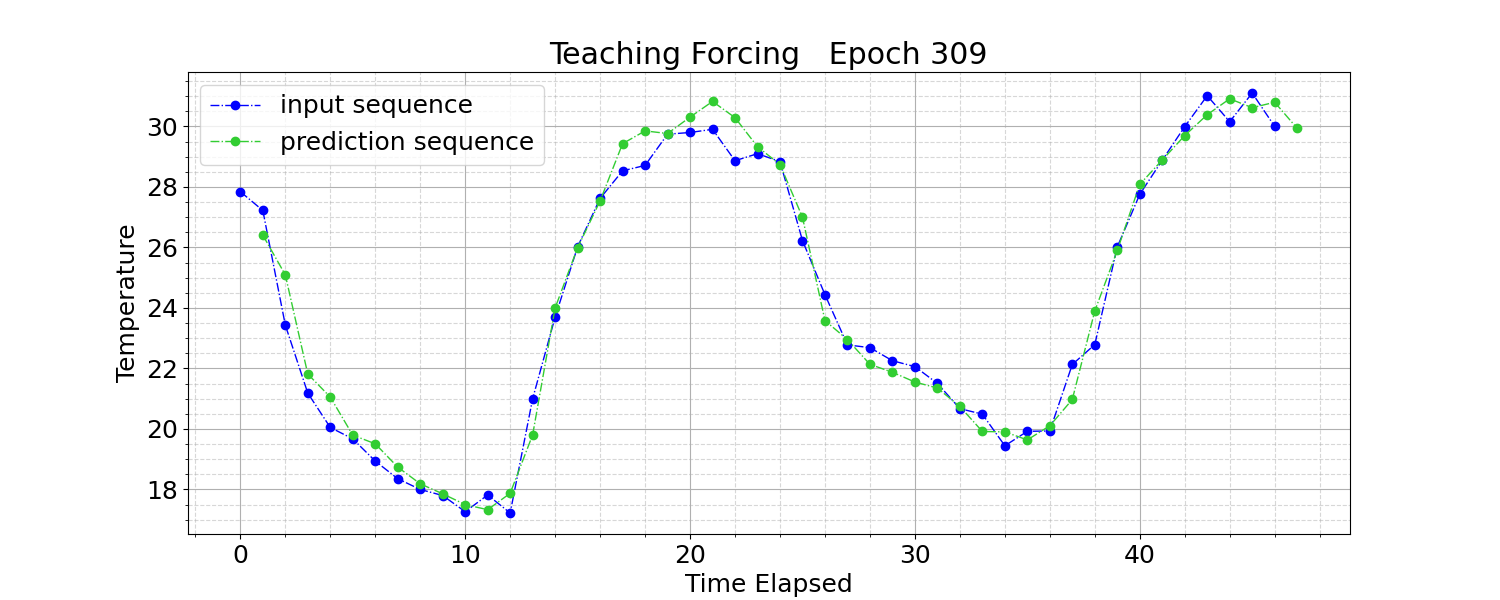 Teaching Forcing   Epoch 309
input sequence
prediction sequence
30
28
26
24
22
20
18
Temperature
0 10 20 30 40
Time Elapsed